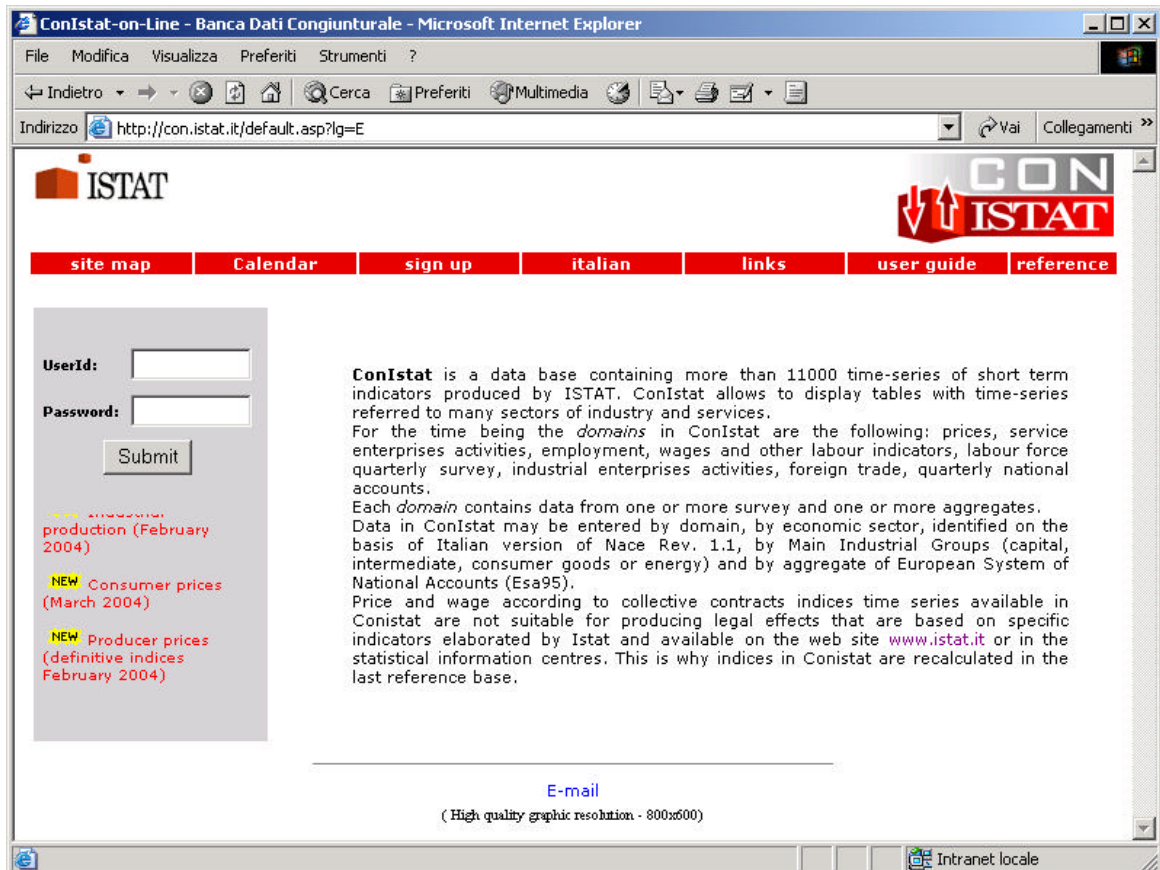 ConIstat-on-Line - Banca Dati Congiunturale - Microsoft Internet Explorer
File Modifica Visualizza Preferiti Strumenti ?
Indietro Cerca Preferiti Multimedia
Indirizzo http://con.istat.it/default.asp?lg=E Vai Collegamenti »
ISTAT
CON
ISTAT
site map Calendar sign up italian links user guide reference
UserId:
Password:
Submit
Industrial
production (February
2004)
NEW Consumer prices
(March 2004)
NEW Producer prices
(definitive indices
February 2004)
ConIstat is a data base containing more than 11000 time-series of short term
indicators produced by ISTAT. ConIstat allows to display tables with time-series
referred to many sectors of industry and services.
For the time being the domains in ConIstat are the following: prices, service
enterprises activities, employment, wages and other labour indicators, labour force
quarterly survey, industrial enterprises activities, foreign trade, quarterly national
accounts.
Each domain contains data from one or more survey and one or more aggregates.
Data in ConIstat may be entered by domain, by economic sector, identified on the
basis of Italian version of Nace Rev. 1.1, by Main Industrial Groups (capital,
intermediate, consumer goods or energy) and by aggregate of European System of
National Accounts (Esa95).
Price and wage according to collective contracts indices time series available in
Conistat are not suitable for producing legal effects that are based on specific
indicators elaborated by Istat and available on the web site www.istat.it or in the
statistical information centres. This is why indices in Conistat are recalculated in the
last reference base.
E-mail
( High quality graphic resolution - 800x600)
Intranet locale